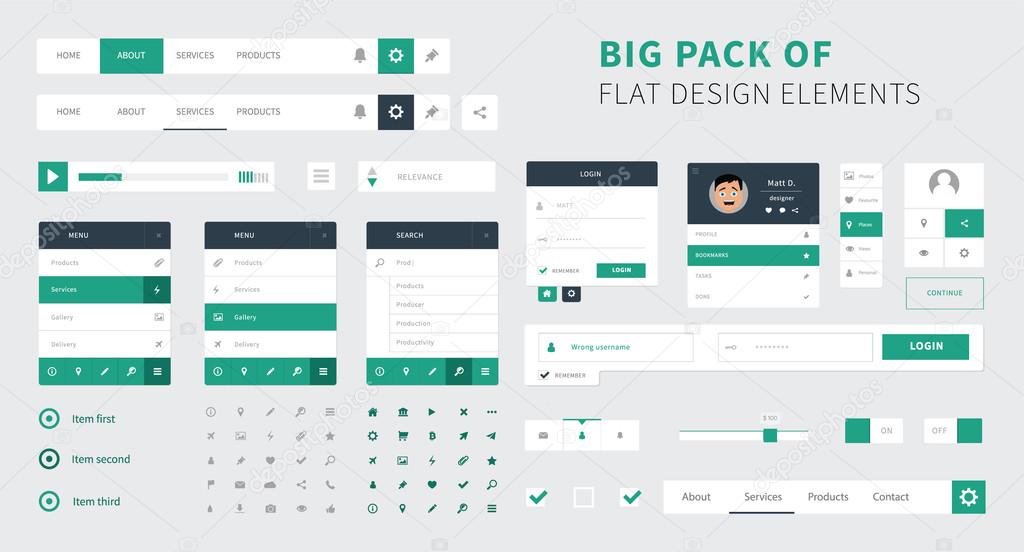 HOME ABOUT SERVICES PRODUCTS
HOME ABOUT SERVICES PRODUCTS
BIG PACK OF
FLAT DESIGN ELEMENTS
RELEVANCE
MENU ×
Products
Services
Gallery
Delivery
MENU ×
Products
Services
Gallery
Delivery
SEARCH ×
Prod|
Products
Producer
Production
Productivity
LOGIN
MATT
********
REMEMBER LOGIN
Matt D.
designer
PROFILE
BOOKMARKS
TASKS
DONE
Photos
Favourite
Places
Views
Personal
CONTINUE
Wrong username ******** LOGIN
REMEMBER
Item first
Item second
Item third
$ 100
ON OFF
About Services Products Contact
depositphotos